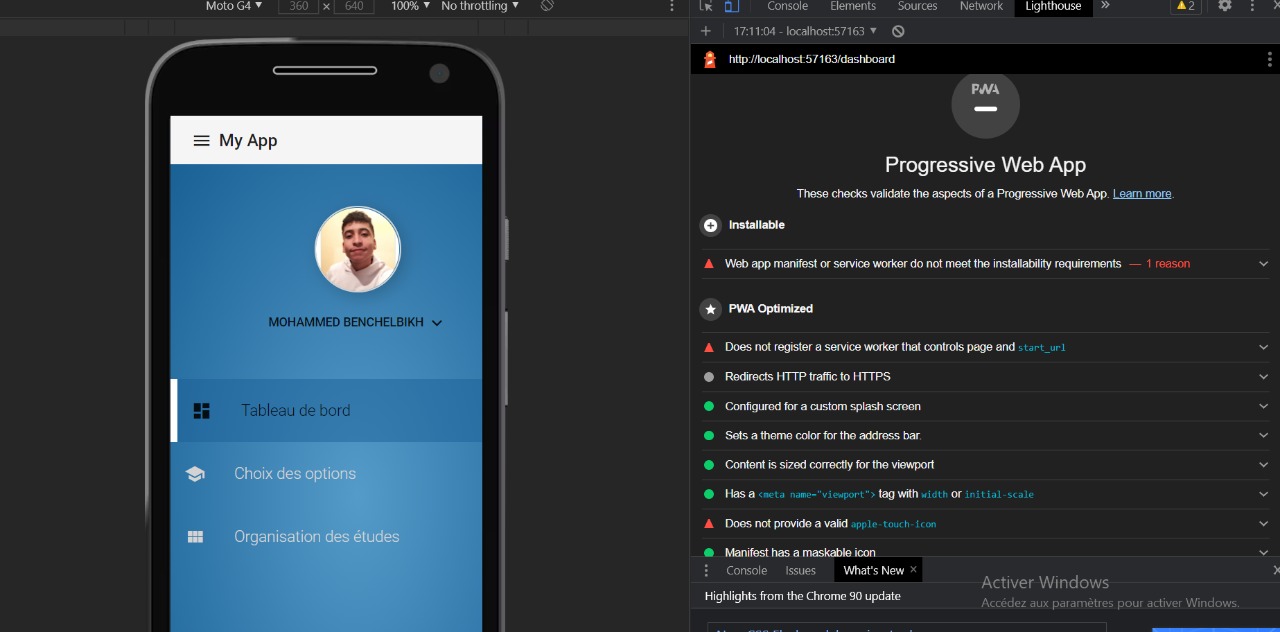 Moto G4 ▼ 360 × 640 100% ▼ No throttling ▼
Console Elements Sources Network Lighthouse » 2
17:11:04 - localhost:57163 ▼
http://localhost:57163/dashboard
PWA
Progressive Web App
These checks validate the aspects of a Progressive Web App. Learn more.
Installable
Web app manifest or service worker do not meet the installability requirements — 1 reason
PWA Optimized
Does not register a service worker that controls page and start_url
Redirects HTTP traffic to HTTPS
Configured for a custom splash screen
Sets a theme color for the address bar.
Content is sized correctly for the viewport
Has a <meta name="viewport"> tag with width or initial-scale
Does not provide a valid apple-touch-icon
Manifest has a maskable icon
Console Issues What's New ×
Highlights from the Chrome 90 update
Activer Windows
Accédez aux paramètres pour activer Windows.
My App
MOHAMMED BENCHELBIKH
Tableau de bord
Choix des options
Organisation des études